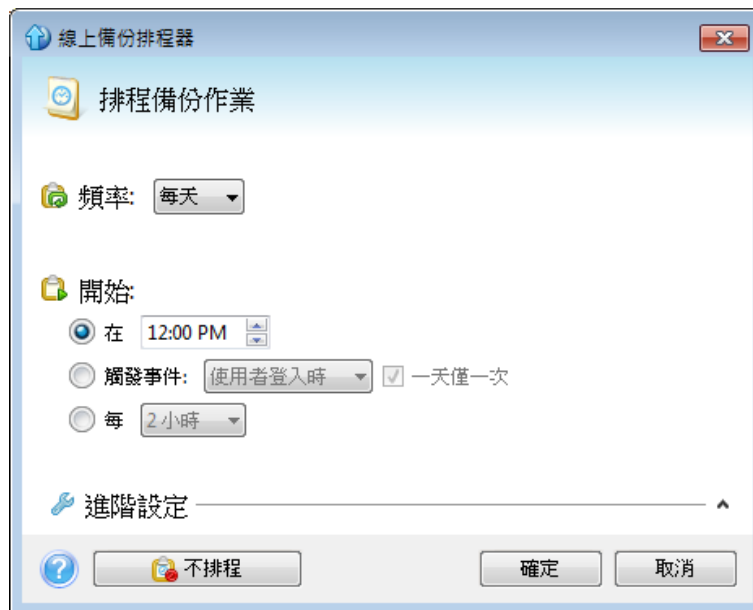 線上備份排程器
排程備份作業
頻率: 每天
開始:
在 12:00 PM
觸發事件: 使用者登入時 一天僅一次
每 2 小時
進階設定
不排程 確定 取消